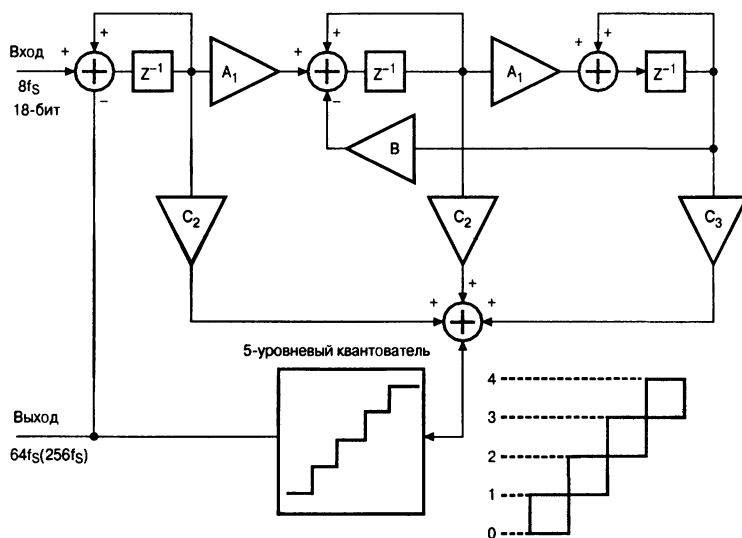 Вход
+
+
–
8fS
18-бит
Z⁻¹
A1
+
+
–
Z⁻¹
A1
+
+
Z⁻¹
B
C2
C2
C3
+
+
+
5-уровневый квантователь
Выход
64fS(256fS)
4
3
2
1
0